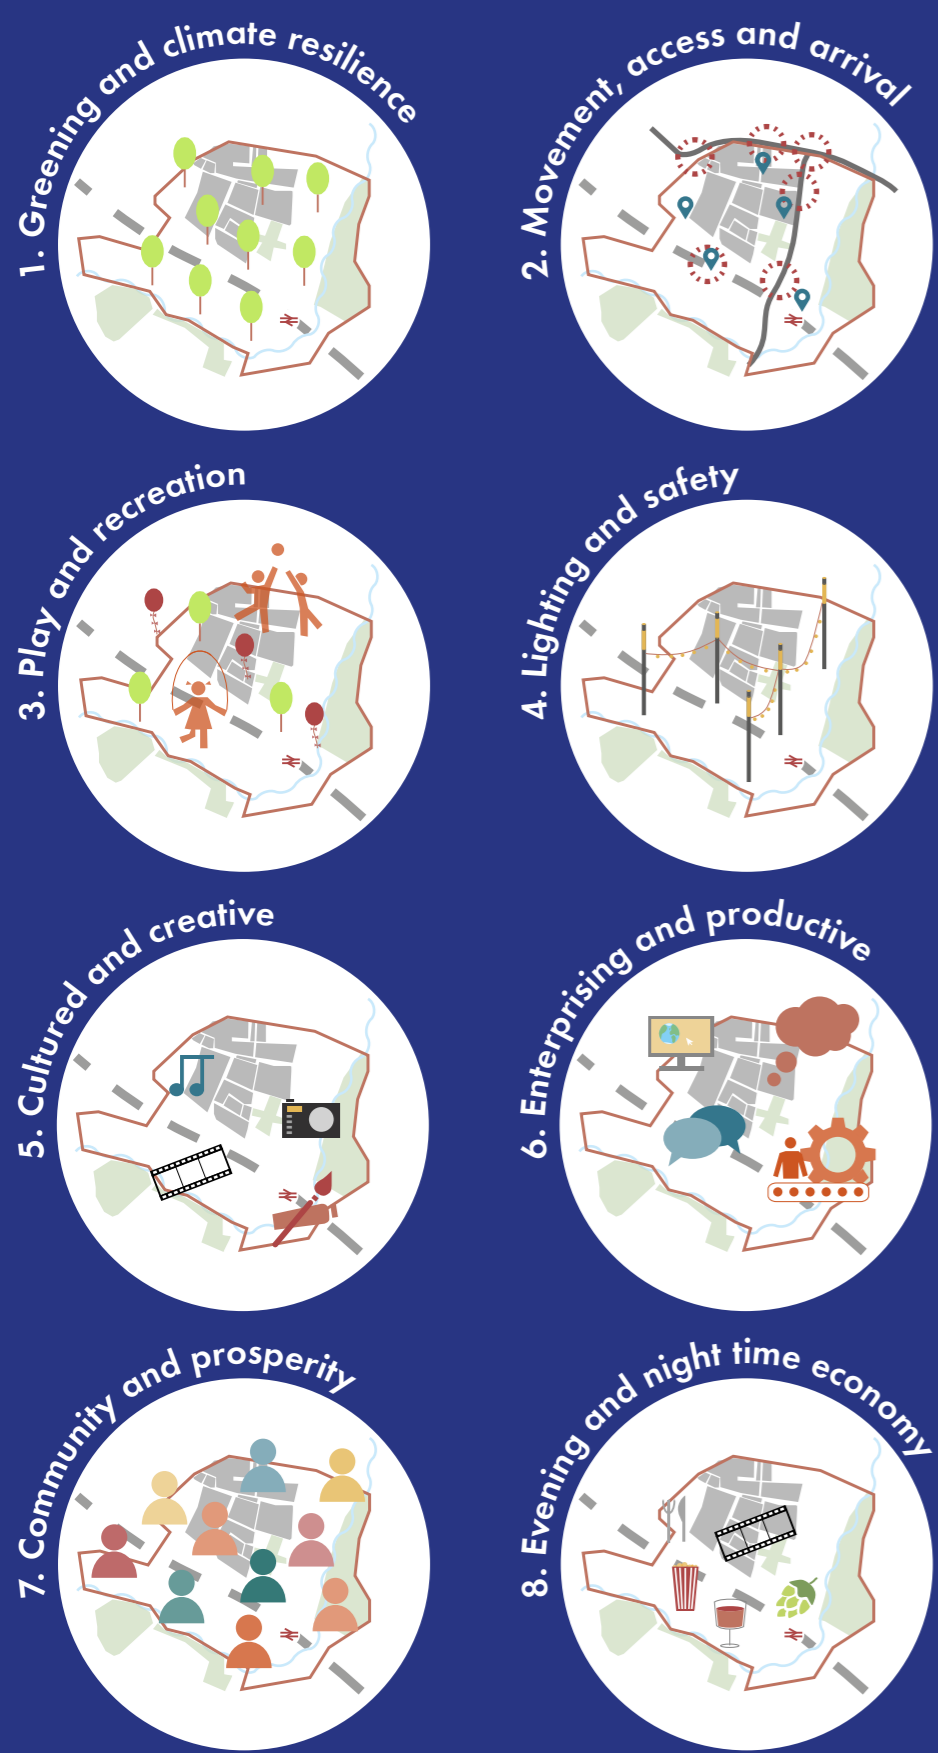 1. Greening and climate resilience
2. Movement, access and arrival
3. Play and recreation
4. Lighting and safety
5. Cultured and creative
6. Enterprising and productive
7. Community and prosperity
8. Evening and night time economy